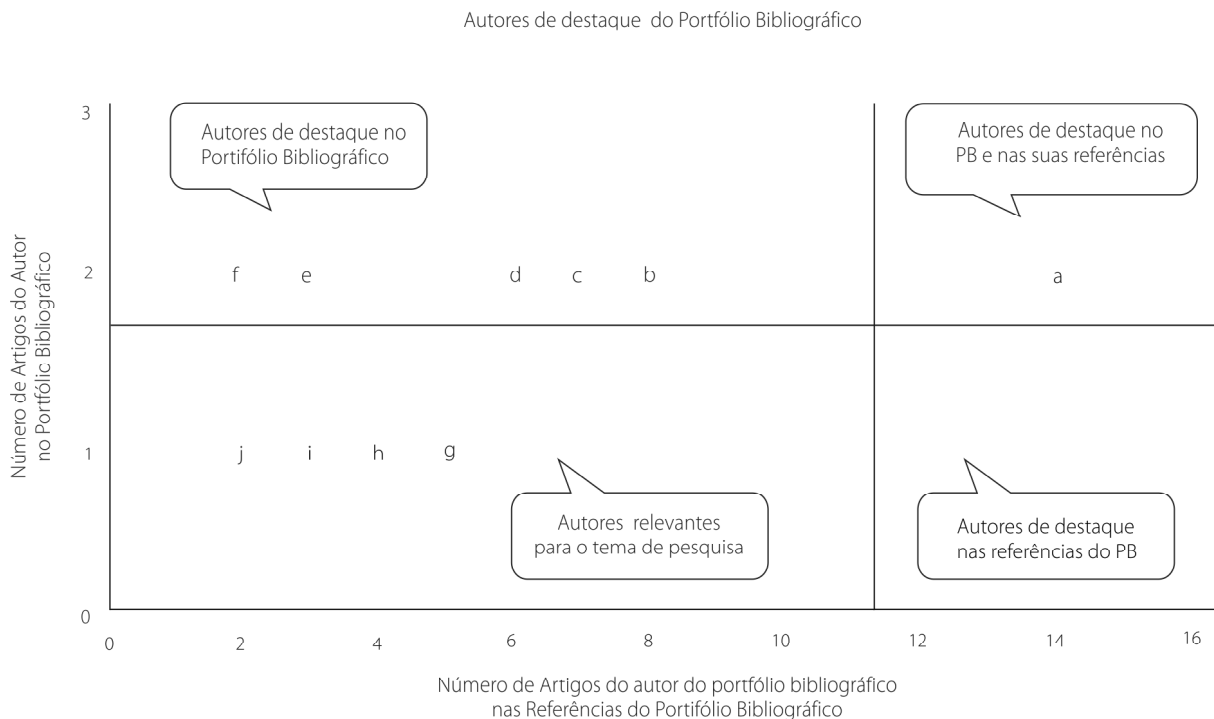 Autores de destaque do Portfólio Bibliográfico
3
Autores de destaque no
Portifólio Bibliográfico
Autores de destaque no
PB e nas suas referências
Número de Artigos do Autor
no Portfólic Bibliográfico
2
f e d c b a
1
j i h g
Autores relevantes
para o tema de pesquisa
Autores de destaque
nas referências do PB
0
0 2 4 6 8 10 12 14 16
Número de Artigos do autor do portfólio bibliográfico
nas Referências do Portifólio Bibliográfico